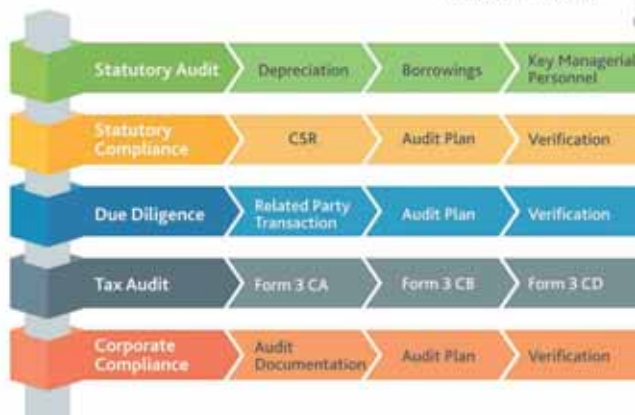 Statutory Audit Depreciation Borrowings Key Managerial
Personnel
Statutory
Compliance CSR Audit Plan Verification
Due Diligence Related Party
Transaction Audit Plan Verification
Tax Audit Form 3 CA Form 3 CB Form 3 CD
Corporate
Compliance Audit
Documentation Audit Plan Verification